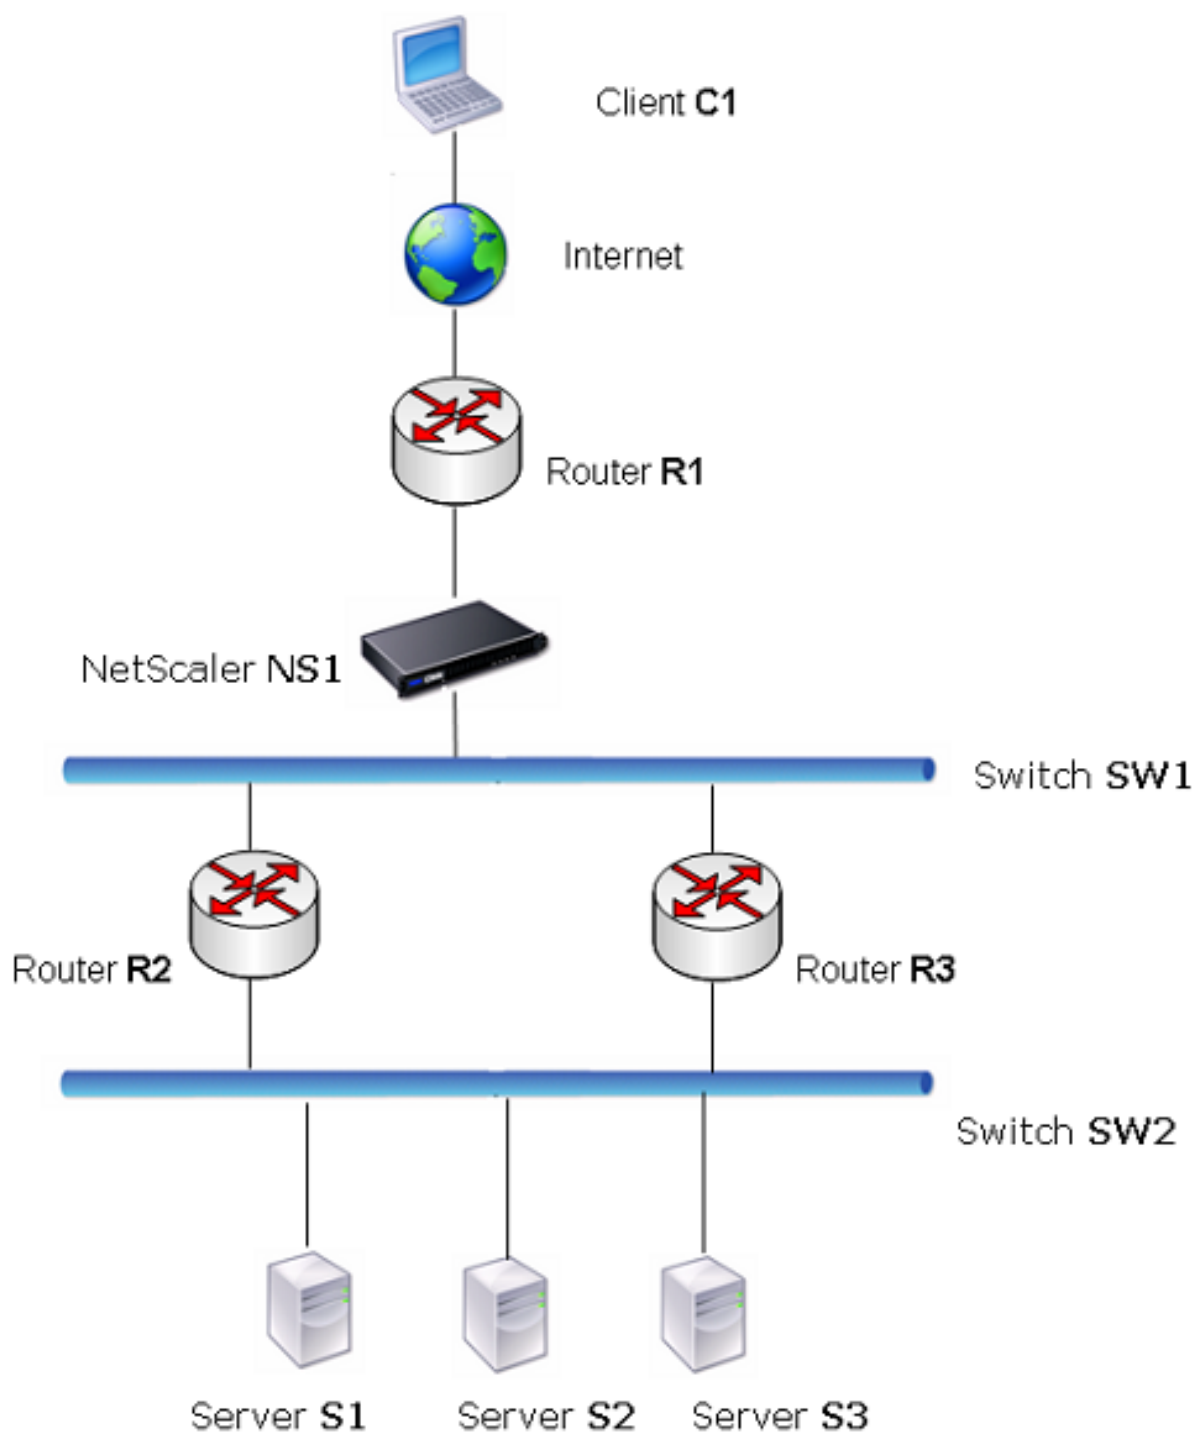 Client C1
Internet
Router R1
NetScaler NS1
Switch SW1
Router R2
Router R3
Switch SW2
Server S1
Server S2
Server S3